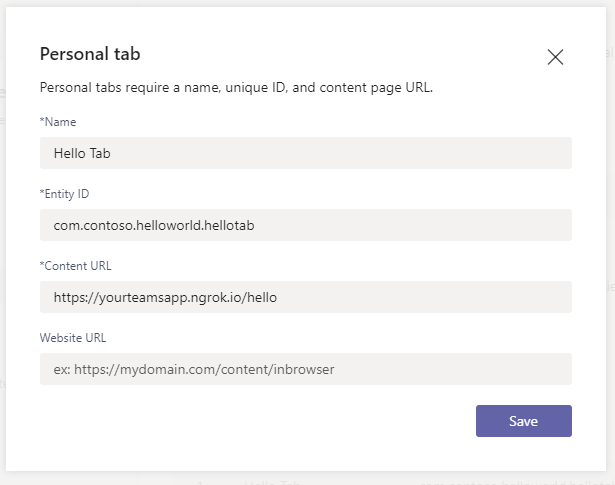 Personal tab
Personal tabs require a name, unique ID, and content page URL.
*Name
Hello Tab
*Entity ID
com.contoso.helloworld.hellotab
*Content URL
https://yourteamsapp.ngrok.io/hello
Website URL
ex: https://mydomain.com/content/inbrowser
Save